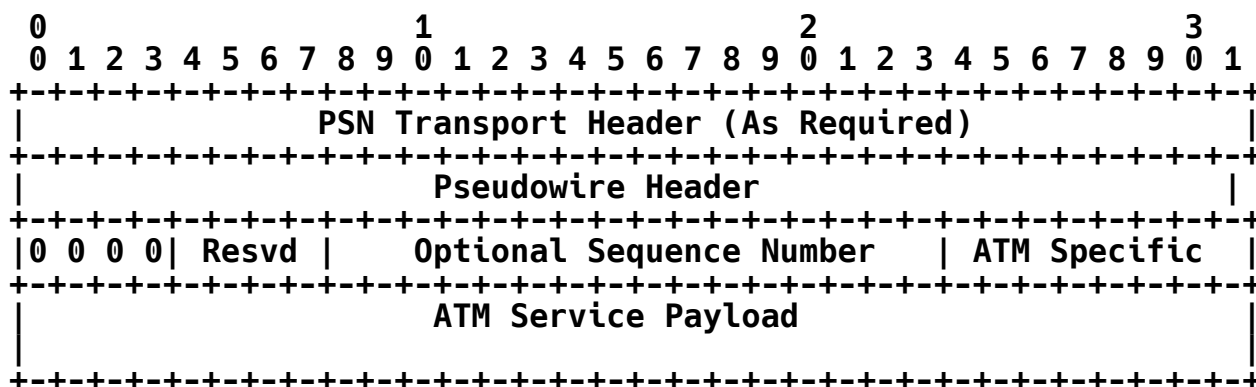 0                   1                   2                   3
 0 1 2 3 4 5 6 7 8 9 0 1 2 3 4 5 6 7 8 9 0 1 2 3 4 5 6 7 8 9 0 1
+-+-+-+-+-+-+-+-+-+-+-+-+-+-+-+-+-+-+-+-+-+-+-+-+-+-+-+-+-+-+-+-+
|               PSN Transport Header (As Required)              |
+-+-+-+-+-+-+-+-+-+-+-+-+-+-+-+-+-+-+-+-+-+-+-+-+-+-+-+-+-+-+-+-+
|                     Pseudowire Header                        |
+-+-+-+-+-+-+-+-+-+-+-+-+-+-+-+-+-+-+-+-+-+-+-+-+-+-+-+-+-+-+-+-+
|0 0 0 0| Resvd |    Optional Sequence Number   | ATM Specific  |
+-+-+-+-+-+-+-+-+-+-+-+-+-+-+-+-+-+-+-+-+-+-+-+-+-+-+-+-+-+-+-+-+
|                     ATM Service Payload                       |
|                                                               |
+-+-+-+-+-+-+-+-+-+-+-+-+-+-+-+-+-+-+-+-+-+-+-+-+-+-+-+-+-+-+-+-+